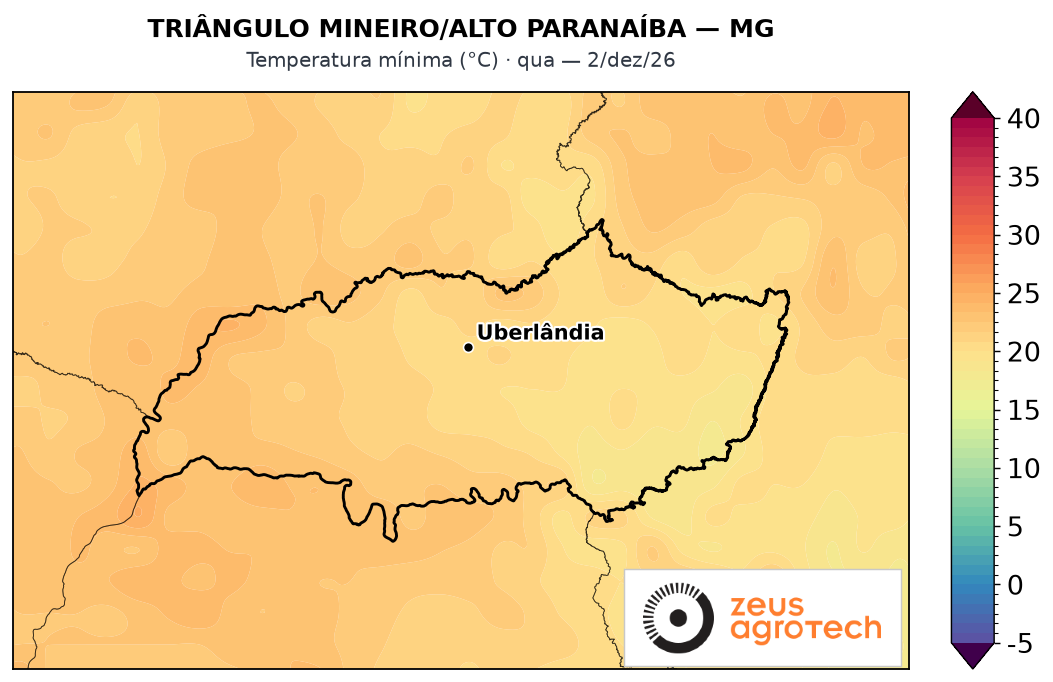 TRIÂNGULO MINEIRO/ALTO PARANAÍBA — MG
Temperatura mínima (°C) · qua — 2/dez/26
Uberlândia
40
35
30
25
20
15
10
5
0
-5
zeus
agrotech